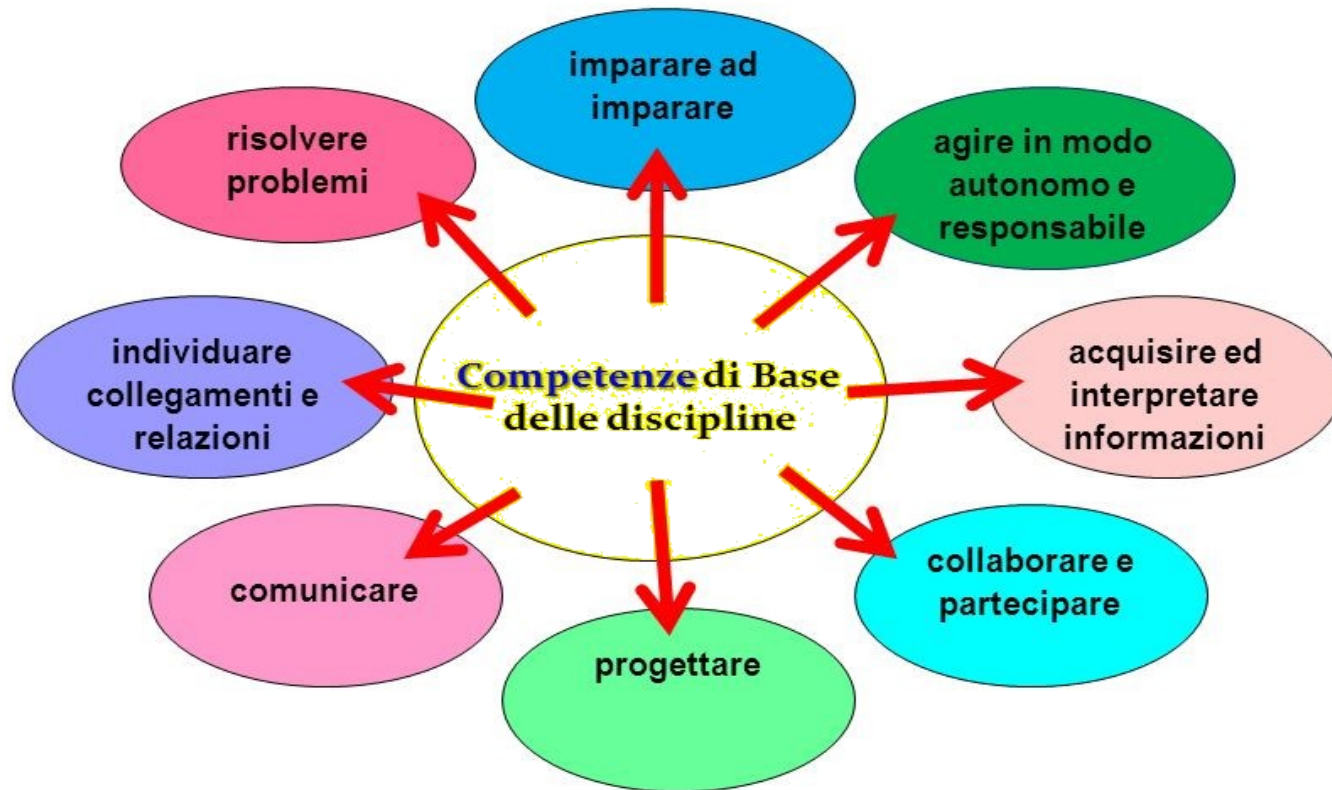 imparare ad
imparare
risolvere
problemi
agire in modo
autonomo e
responsabile
individuare
collegamenti e
relazioni
Competenze di Base
delle discipline
acquisire ed
interpretare
informazioni
comunicare
collaborare e
partecipare
progettare